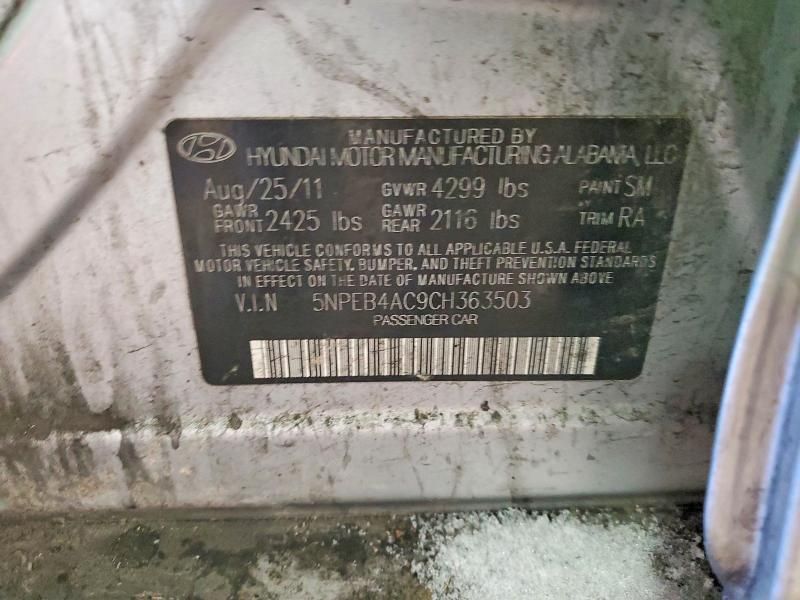 MANUFACTURED BY
HYUNDAI MOTOR MANUFACTURING ALABAMA, LLC
Aug/25/11 GVWR 4299 lbs PAINT SM
GAWR FRONT 2425 lbs GAWR REAR 2116 lbs TRIM RA
THIS VEHICLE CONFORMS TO ALL APPLICABLE U.S.A. FEDERAL
MOTOR VEHICLE SAFETY, BUMPER, AND THEFT PREVENTION STANDARDS
IN EFFECT ON THE DATE OF MANUFACTURE SHOWN ABOVE
V.I.N 5NPEB4AC9CH363503
PASSENGER CAR